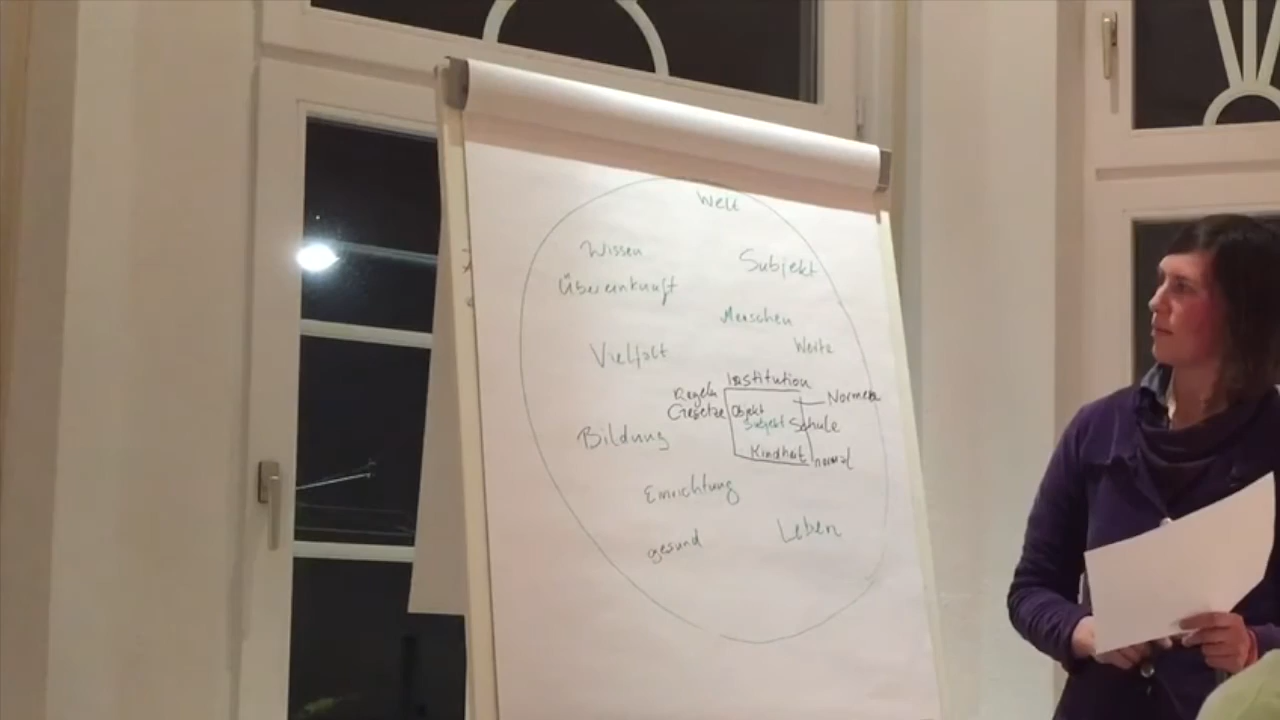 Welt
Wissen
Subjekt
Übereinkunft
Menschen
Vielfalt
Werte
Institution
Regeln
Normen
Gesetze
Objekt
Subjekt
Schule
Bildung
Kindheit
normal
Einrichtung
Leben
gesund